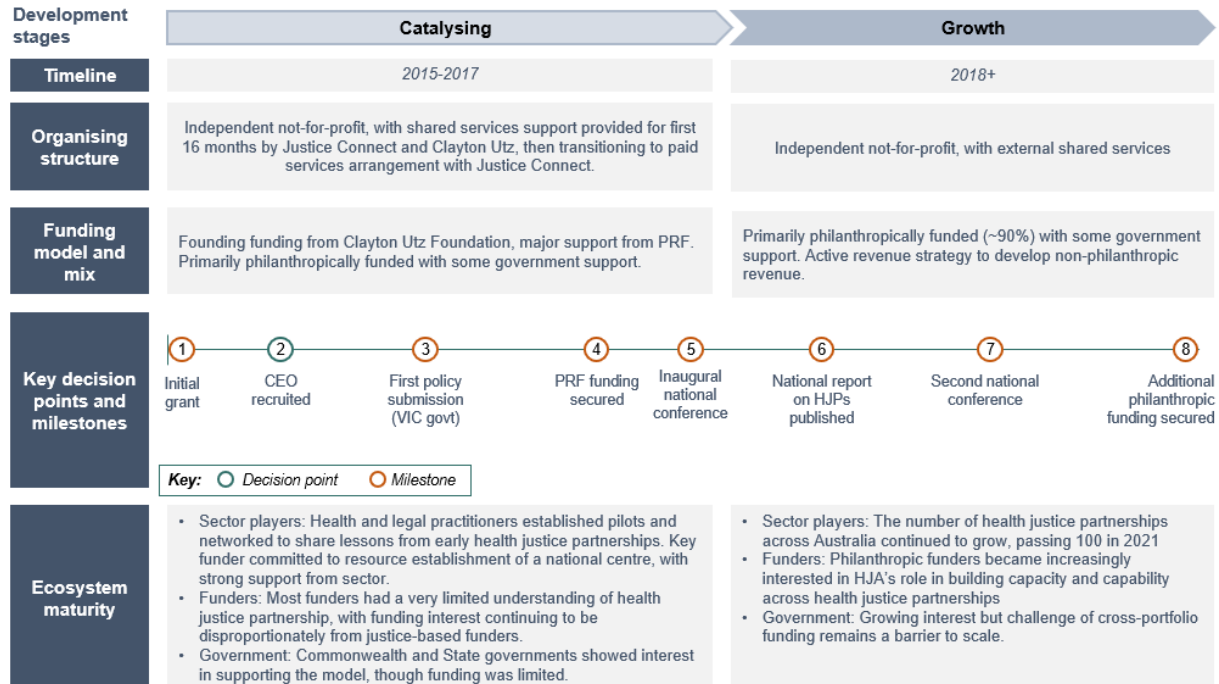 Development
stages
Catalysing
Growth
Timeline
2015-2017
2018+
Organising
structure
Independent not-for-profit, with shared services support provided for first
16 months by Justice Connect and Clayton Utz, then transitioning to paid
services arrangement with Justice Connect.
Independent not-for-profit, with external shared services
Funding
model and
mix
Founding funding from Clayton Utz Foundation, major support from PRF.
Primarily philanthropically funded with some government support.
Primarily philanthropically funded (~90%) with some government
support. Active revenue strategy to develop non-philanthropic
revenue.
Key decision
points and
milestones
1
Initial
grant
2
CEO
recruited
3
First policy
submission
(VIC govt)
4
PRF funding
secured
5
Inaugural
national
conference
6
National report
on HJPs
published
7
Second national
conference
8
Additional
philanthropic
funding secured
Key: Decision point Milestone
Ecosystem
maturity
• Sector players: Health and legal practitioners established pilots and
networked to share lessons from early health justice partnerships. Key
funder committed to resource establishment of a national centre, with
strong support from sector.
• Funders: Most funders had a very limited understanding of health
justice partnership, with funding interest continuing to be
disproportionately from justice-based funders.
• Government: Commonwealth and State governments showed interest
in supporting the model, though funding was limited.
• Sector players: The number of health justice partnerships
across Australia continued to grow, passing 100 in 2021
• Funders: Philanthropic funders became increasingly
interested in HJA's role in building capacity and capability
across health justice partnerships
• Government: Growing interest but challenge of cross-portfolio
funding remains a barrier to scale.